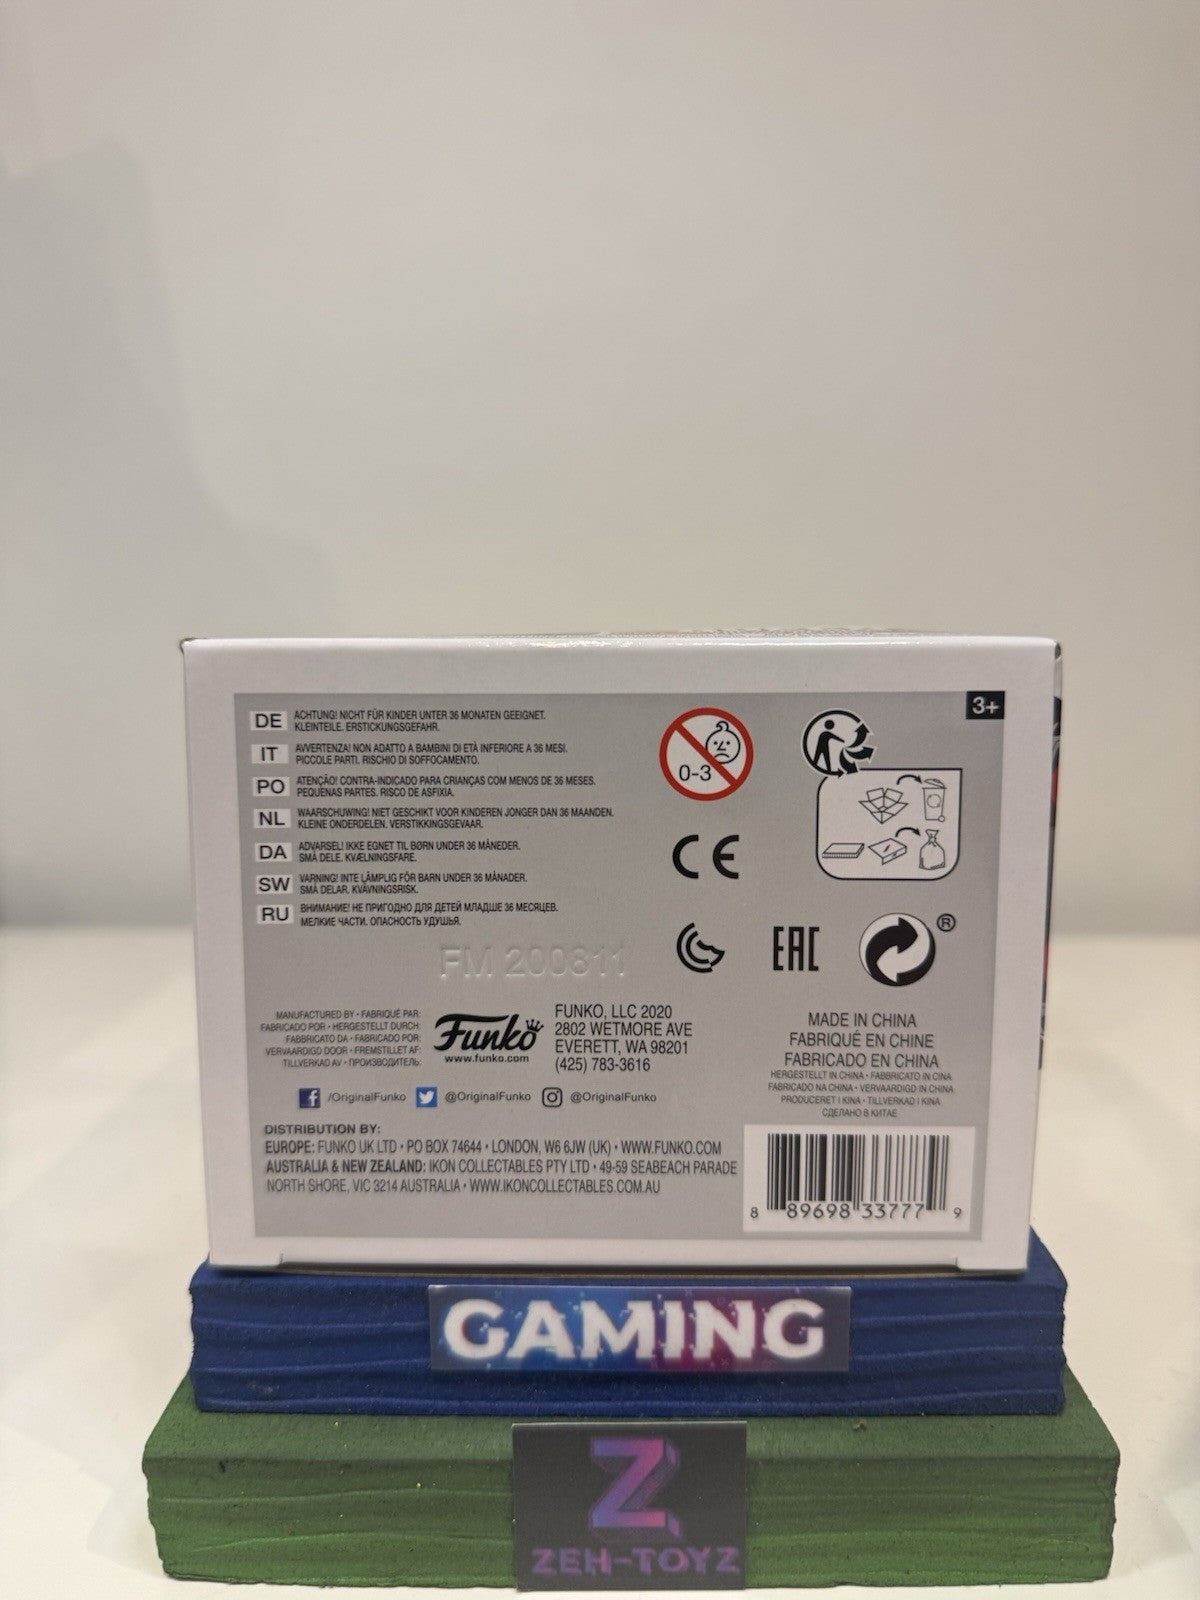 3+
DE ACHTUNG! NICHT FÜR KINDER UNTER 36 MONATEN GEEIGNET.
KLEINTEILE. ERSTICKUNGSGEFAHR.
IT AVVERTENZA! NON ADATTO A BAMBINI DI ETÀ INFERIORE A 36 MESI.
PICCOLE PARTI. RISCHIO DI SOFFOCAMENTO.
PO ATENÇÃO! CONTRA-INDICADO PARA CRIANÇAS COM MENOS DE 36 MESES.
PEQUENAS PARTES. RISCO DE ASFIXIA.
NL WAARSCHUWING! NIET GESCHIKT VOOR KINDEREN JONGER DAN 36 MAANDEN.
KLEINE ONDERDELEN. VERSTIKKINGSGEVAAR.
DA ADVARSEL! IKKE EGNET TIL BØRN UNDER 36 MÅNEDER.
SMÅ DELE. KVÆLNINGSFARE.
SW VARNING! INTE LÄMPLIG FÖR BARN UNDER 36 MÅNADER.
SMÅ DELAR. KVÄVNINGSRISK.
RU ВНИМАНИЕ! НЕ ПРИГОДНО ДЛЯ ДЕТЕЙ МЛАДШЕ 36 МЕСЯЦЕВ.
МЕЛКИЕ ЧАСТИ. ОПАСНОСТЬ УДУШЬЯ.
0-3
CE
EAC
®
FM 200811
MANUFACTURED BY • FABRIQUÉ PAR:
FABRICADO POR • HERGESTELLT DURCH:
FABBRICATO DA • FABRICADO POR:
VERVAARDIGD DOOR • FREMSTILLET AF:
TILLVERKAD AV • ПРОИЗВОДИТЕЛЬ:
Funko
www.funko.com
FUNKO, LLC 2020
2802 WETMORE AVE
EVERETT, WA 98201
(425) 783-3616
MADE IN CHINA
FABRIQUÉ EN CHINE
FABRICADO EN CHINA
HERGESTELLT IN CHINA • FABBRICATO IN CINA
FABRICADO NA CHINA • VERVAARDIGD IN CHINA
PRODUCERET I KINA • TILLVERKAD I KINA
СДЕЛАНО В КИТАЕ
/OriginalFunko @OriginalFunko @OriginalFunko
DISTRIBUTION BY:
EUROPE: FUNKO UK LTD • PO BOX 74644 • LONDON, W6 6JW (UK) • WWW.FUNKO.COM
AUSTRALIA & NEW ZEALAND: IKON COLLECTABLES PTY LTD • 49-59 SEABEACH PARADE
NORTH SHORE, VIC 3214 AUSTRALIA • WWW.IKONCOLLECTABLES.COM.AU
8 89698 33777 9
GAMING
Z
ZEH-TOYZ